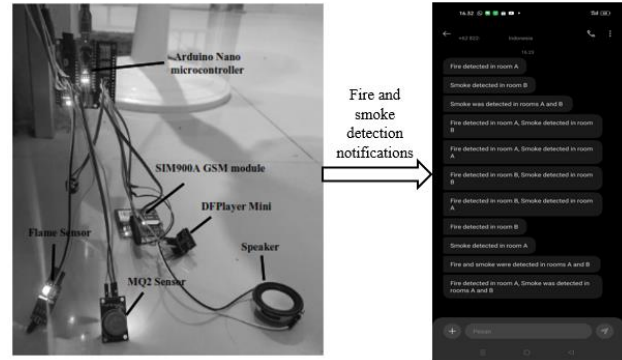 Arduino Nano
microcontroller
SIM900A GSM module
DFPlayer Mini
Flame Sensor
Speaker
MQ2 Sensor
Fire and
smoke
detection
notifications
14.32
Indonesia
14.32
Fire detected in room A
Smoke detected in room B
Smoke was detected in rooms A and B
Fire detected in room A, Smoke detected in room
B
Fire detected in room A, Smoke detected in room
A
Fire detected in room B, Smoke detected in room
B
Fire detected in room B, Smoke detected in room
A
Fire detected in room B
Smoke detected in room A
Fire and smoke were detected in rooms A and B
Fire detected in room A, Smoke was detected in
rooms A and B
Pesan